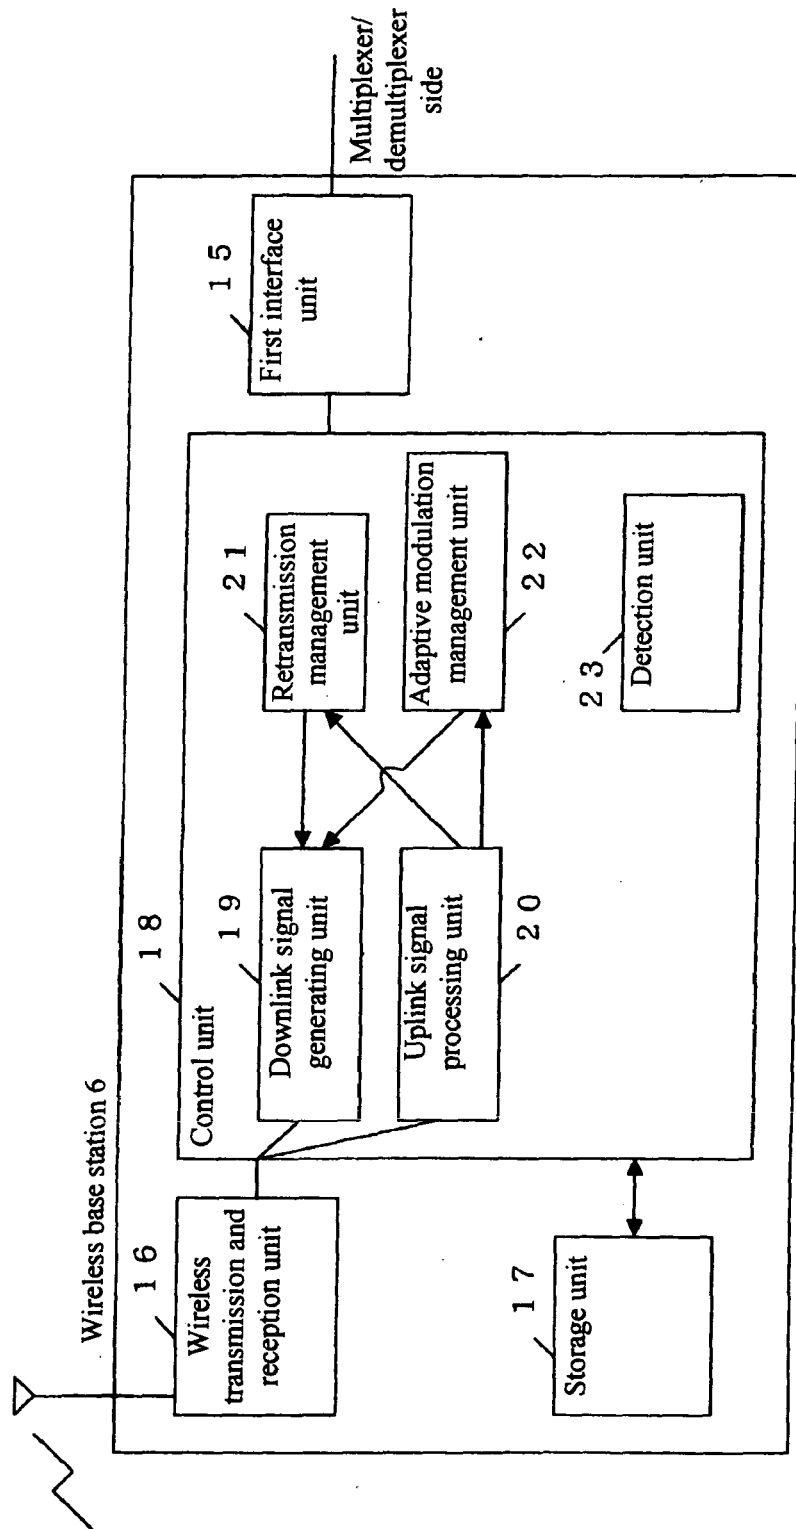 Wireless base station 6
1 6
Wireless
transmission and
reception unit
1 7
Storage unit
1 8
Control unit
1 9
Downlink signal
generating unit
Uplink signal
processing unit
2 0
2 1
Retransmission
management
unit
Adaptive modulation
management unit
2 2
2 3
Detection unit
1 5
First interface
unit
Multiplexer/
demultiplexer
side